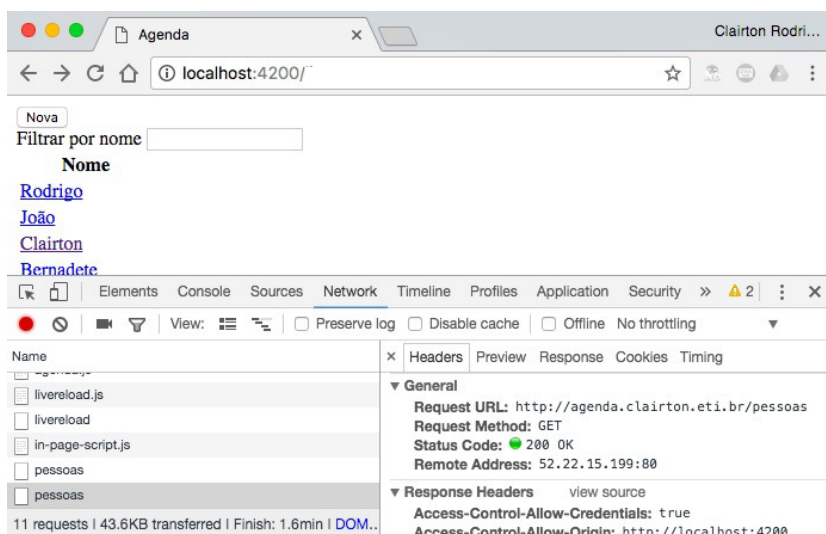 Agenda
Clairton Rodri...
localhost:4200/
Nova
Filtrar por nome
Nome
Rodrigo
João
Clairton
Bernadete
Elements Console Sources Network Timeline Profiles Application Security » 2
View: Preserve log Disable cache Offline No throttling
Name
× Headers Preview Response Cookies Timing
agenda.js
livereload.js
livereload
in-page-script.js
pessoas
pessoas
11 requests | 43.6KB transferred | Finish: 1.6min | DOM...
General
Request URL: http://agenda.clairton.eti.br/pessoas
Request Method: GET
Status Code: 200 OK
Remote Address: 52.22.15.199:80
Response Headers view source
Access-Control-Allow-Credentials: true
Access-Control-Allow-Origin: http://localhost:4200